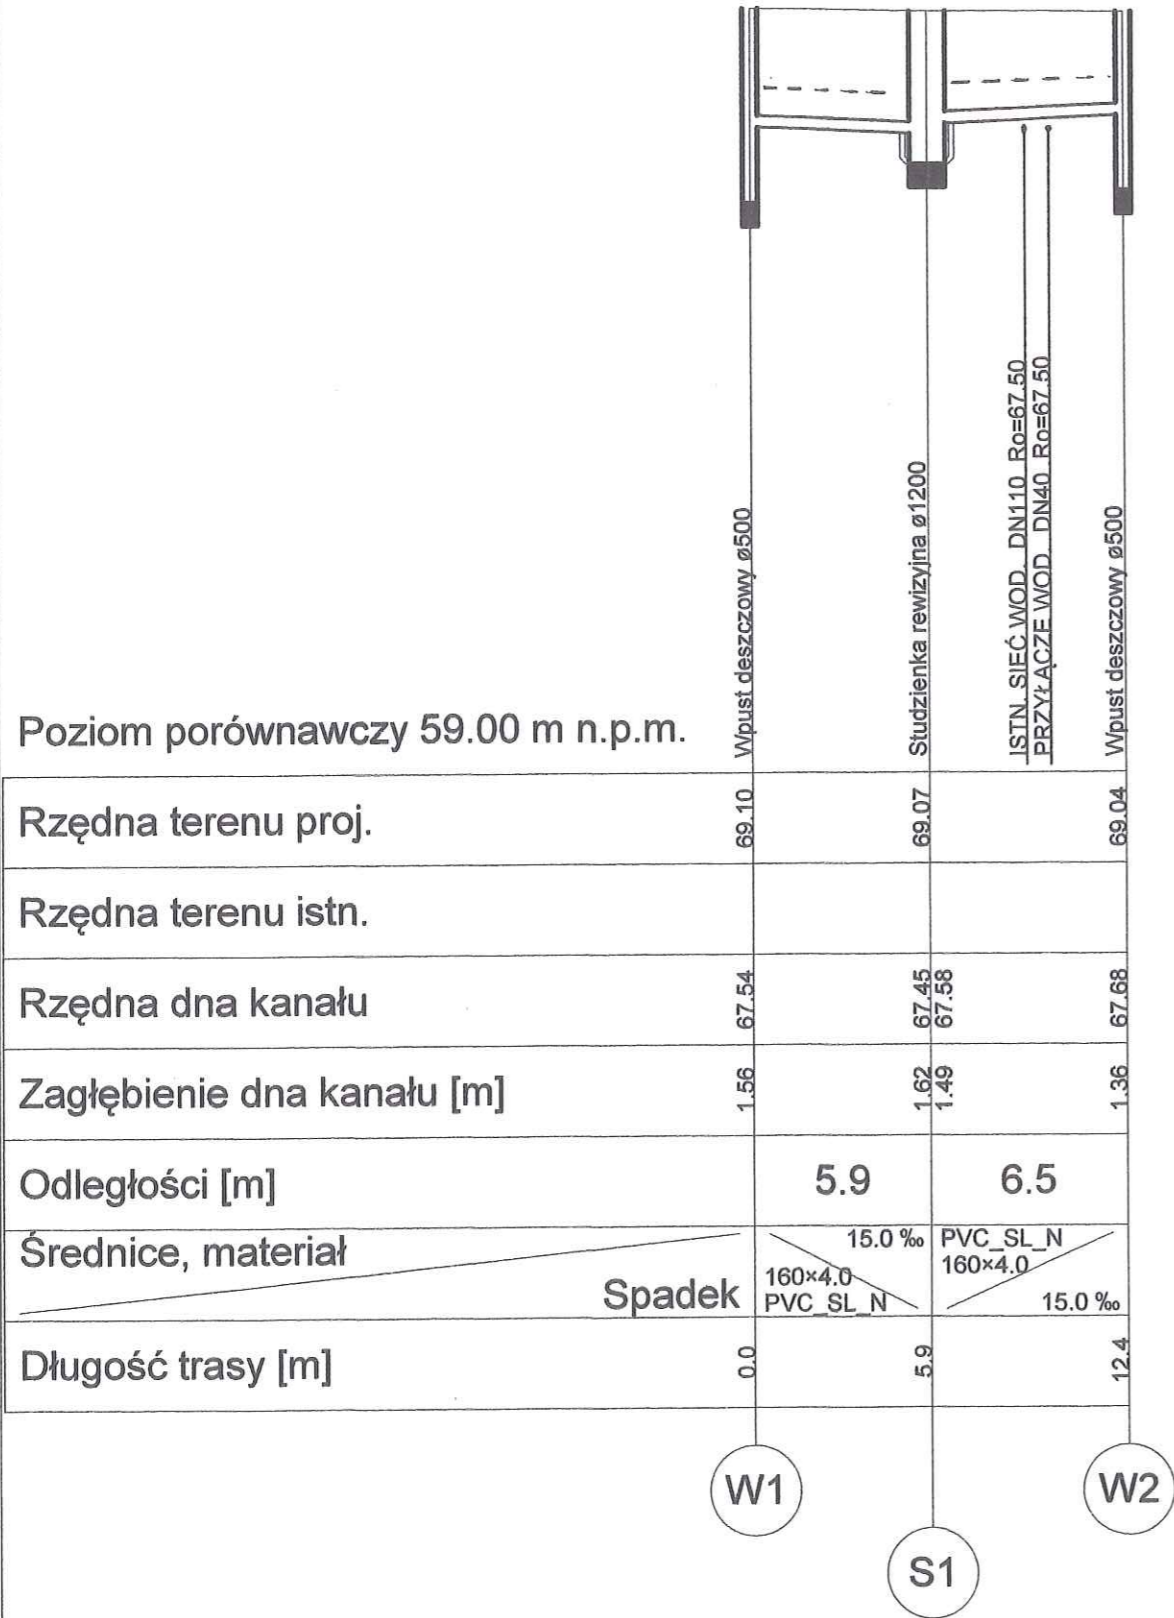 Wpust deszczowy ø500
Studzienka rewizyjna ø1200
ISTN. SIEĆ WOD. DN110 Ro=67.50
PRZYŁĄCZE WOD. DN40 Ro=67.50
Wpust deszczowy ø500
Poziom porównawczy 59.00 m n.p.m.
Rzędna terenu proj. 69.10 69.07 69.04
Rzędna terenu istn.
Rzędna dna kanału 67.54 67.45 67.58 67.68
Zagłębienie dna kanału [m] 1.56 1.62 1.49 1.36
Odległości [m] 5.9 6.5
Średnice, materiał 15.0 ‰ PVC_SL_N
160×4.0 160×4.0
Spadek PVC_SL_N 15.0 ‰
Długość trasy [m] 0.0 5.9 12.4
W1 W2
S1